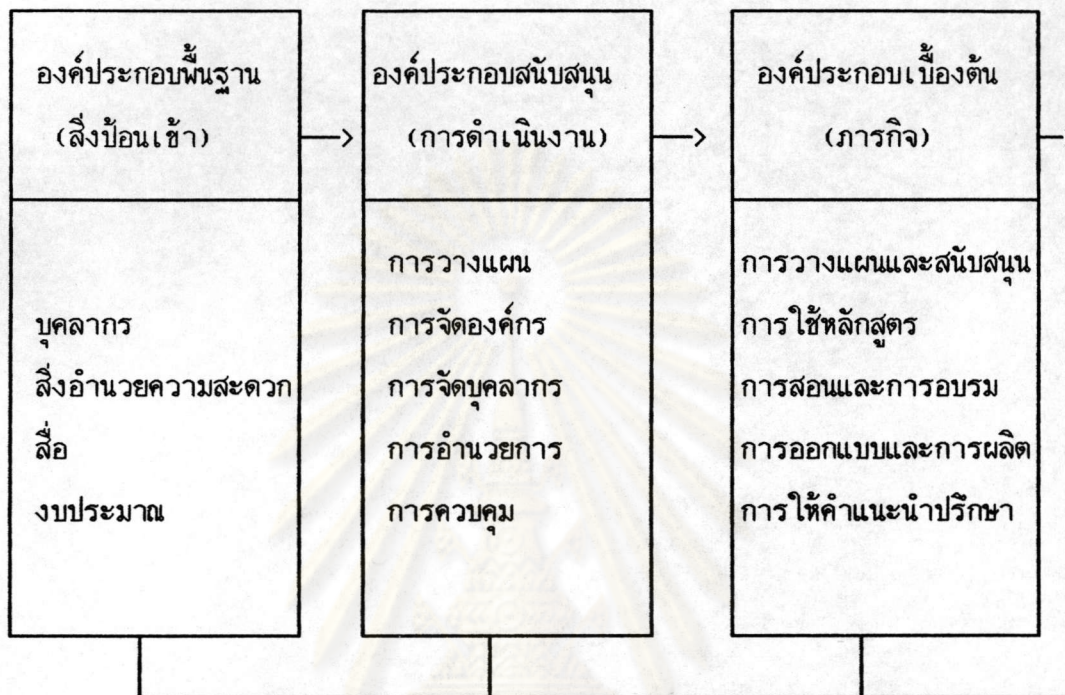 องค์ประกอบพื้นฐาน
(สิ่งป้อนเข้า)
บุคลากร
สิ่งอำนวยความสะดวก
สื่อ
งบประมาณ
องค์ประกอบสนับสนุน
(การดำเนินงาน)
การวางแผน
การจัดองค์กร
การจัดบุคลากร
การอำนวยการ
การควบคุม
องค์ประกอบเบื้องต้น
(ภารกิจ)
การวางแผนและสนับสนุน
การใช้หลักสูตร
การสอนและการอบรม
การออกแบบและการผลิต
การให้คำแนะนำปรึกษา